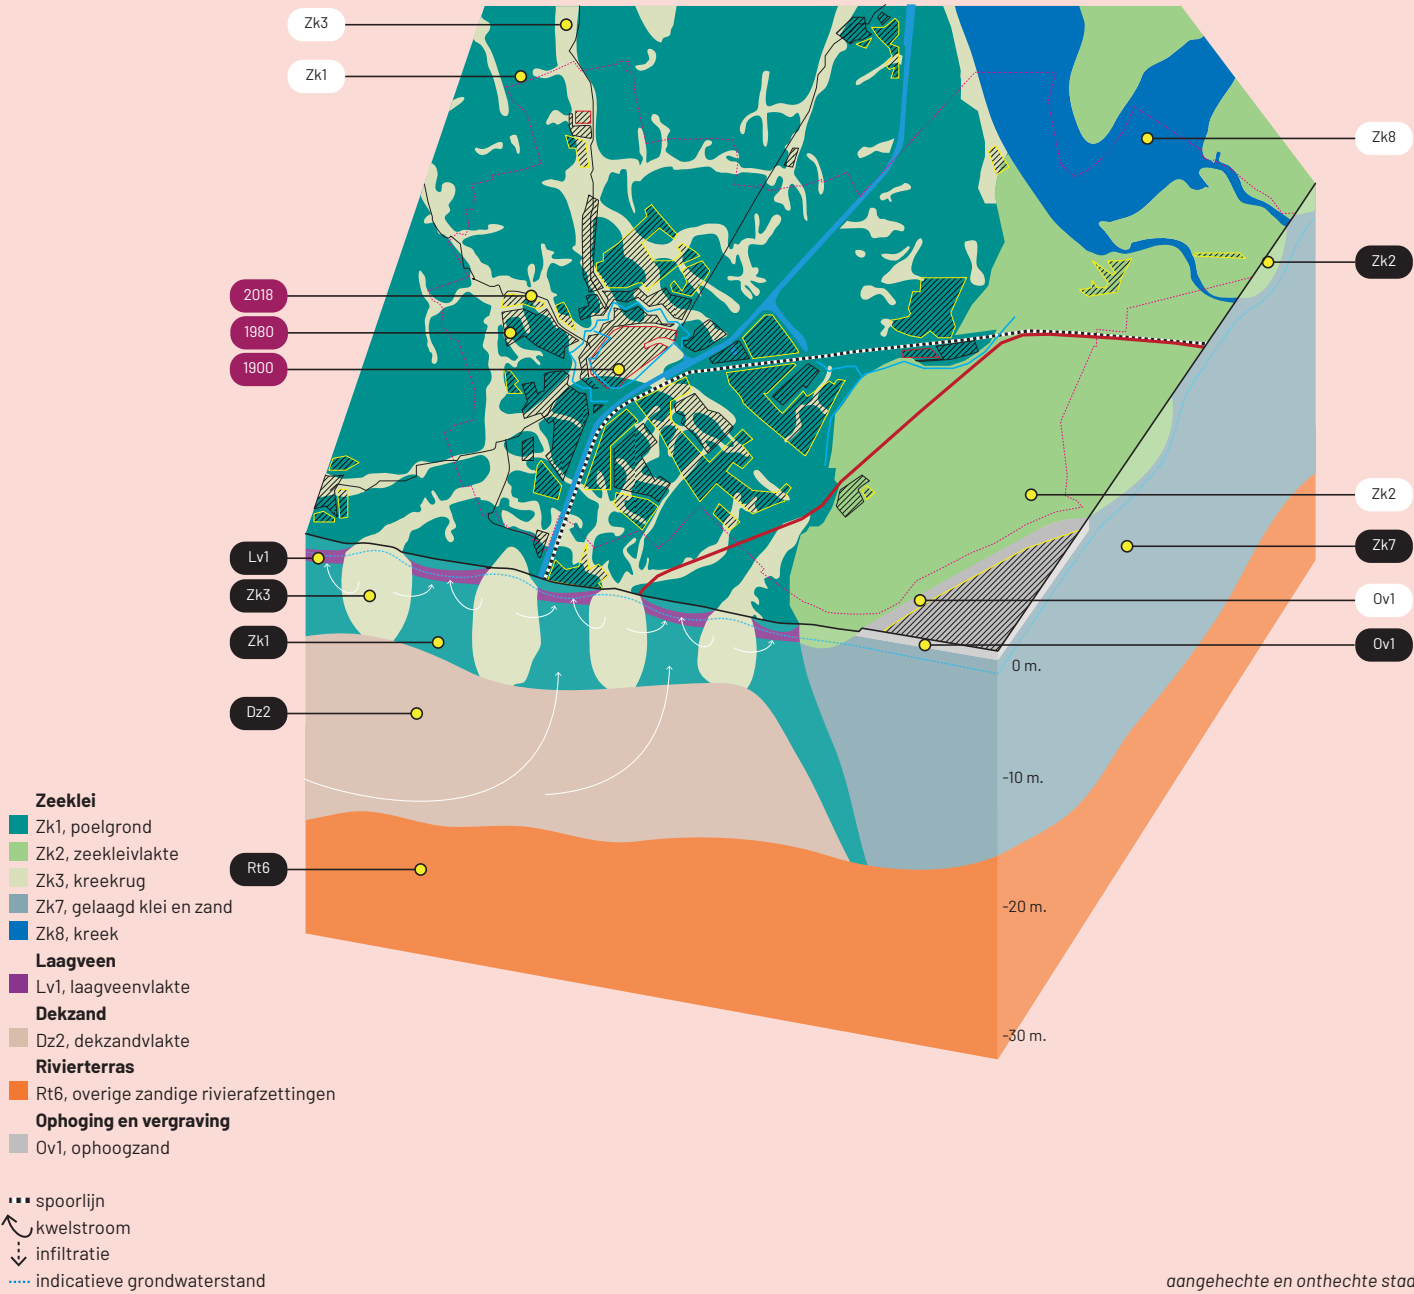 Zk3
Zk1
Zk8
Zk2
2018
1980
1900
Zk2
Zk7
Lv1
Zk3
Ov1
Zk1
Ov1
0 m.
Dz2
-10 m.
Rt6
-20 m.
-30 m.
Zeeklei
Zk1, poelgrond
Zk2, zeekleivlakte
Zk3, kreekrug
Zk7, gelaagd klei en zand
Zk8, kreek
Laagveen
Lv1, laagveenvlakte
Dekzand
Dz2, dekzandvlakte
Rivierterras
Rt6, overige zandige rivierafzettingen
Ophoging en vergraving
Ov1, ophoogzand
spoorlijn
kwelstroom
infiltratie
indicatieve grondwaterstand
aangehechte en onthechte stad